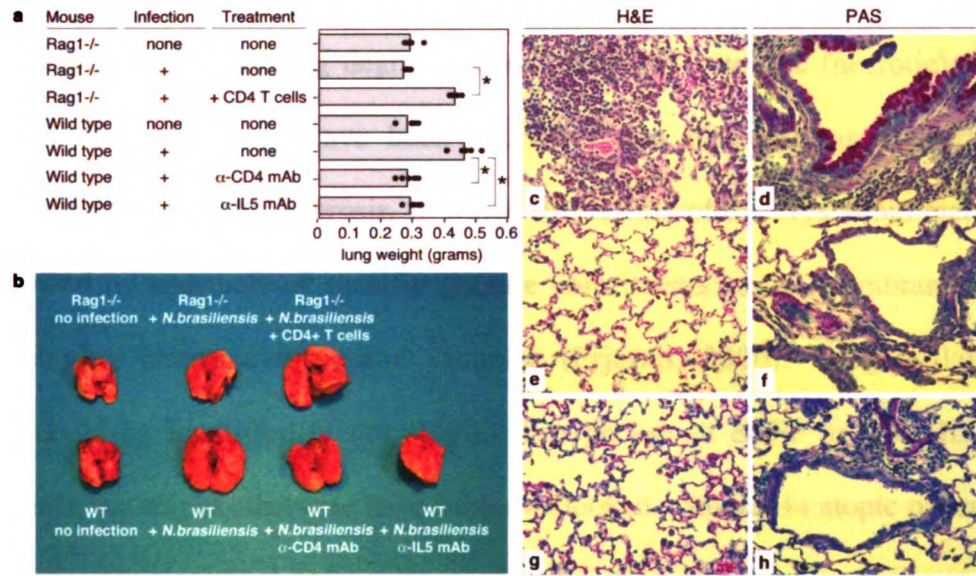 a Mouse Infection Treatment
Rag1-/- none none
Rag1-/- + none
Rag1-/- + + CD4 T cells
Wild type none none
Wild type + none
Wild type + α-CD4 mAb
Wild type + α-IL5 mAb
*
*
*
0 0.1 0.2 0.3 0.4 0.5 0.6
lung weight (grams)
b
Rag1-/-
no infection
Rag1-/-
+ N.brasiliensis
Rag1-/-
+ N.brasiliensis
+ CD4+ T cells
WT
no infection
WT
+ N.brasiliensis
WT
+ N.brasiliensis
α-CD4 mAb
WT
+ N.brasiliensis
α-IL5 mAb
H&E PAS
c d
e f
g h
atopic